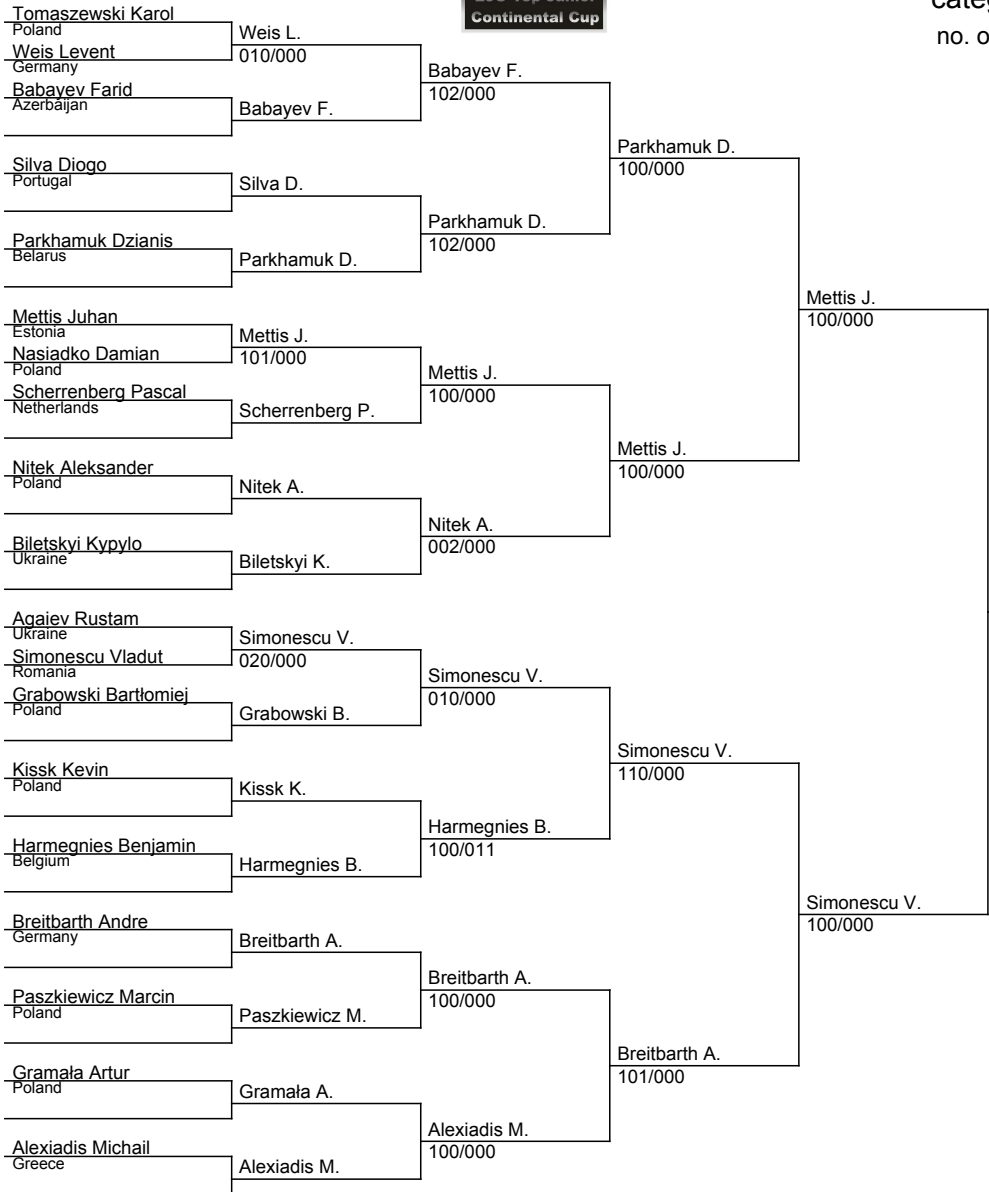 Continental Cup
Tomaszewski Karol
Poland
Weis Levent
Germany
Babayev Farid
Azerbaijan
Silva Diogo
Portugal
Parkhamuk Dzianis
Belarus
Mettis Juhan
Estonia
Nasiadko Damian
Poland
Scherrenberg Pascal
Netherlands
Nitek Aleksander
Poland
Biletskyi Kypylo
Ukraine
Agaiev Rustam
Ukraine
Simonescu Vladut
Romania
Grabowski Bartłomiej
Poland
Kissk Kevin
Poland
Harmegnies Benjamin
Belgium
Breitbarth Andre
Germany
Paszkiewicz Marcin
Poland
Gramała Artur
Poland
Alexiadis Michail
Greece
Weis L.
010/000
Babayev F.
Silva D.
Parkhamuk D.
Mettis J.
101/000
Scherrenberg P.
Nitek A.
Biletskyi K.
Simonescu V.
020/000
Grabowski B.
Kissk K.
Harmegnies B.
Breitbarth A.
Paszkiewicz M.
Gramała A.
Alexiadis M.
Babayev F.
102/000
Parkhamuk D.
102/000
Mettis J.
100/000
Nitek A.
002/000
Simonescu V.
010/000
Harmegnies B.
100/011
Breitbarth A.
100/000
Alexiadis M.
100/000
Parkhamuk D.
100/000
Mettis J.
100/000
Simonescu V.
110/000
Breitbarth A.
101/000
Mettis J.
100/000
Simonescu V.
100/000
no. o